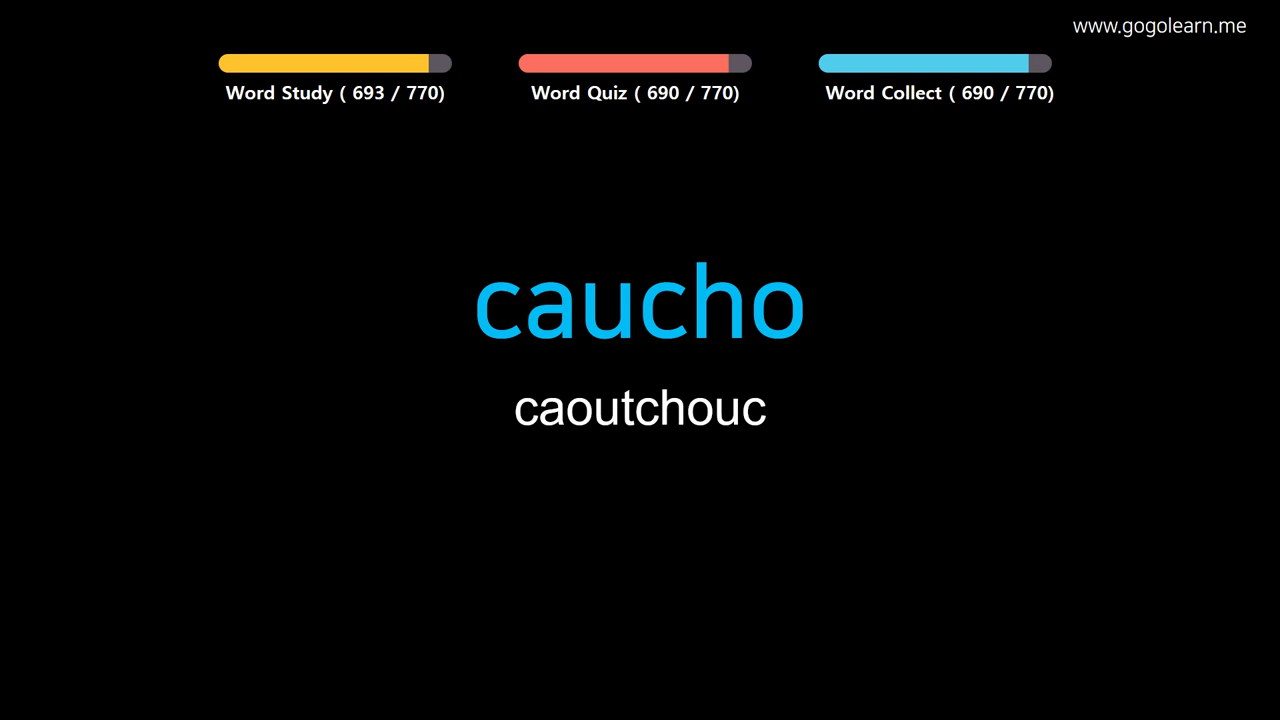 www.gogolearn.me
Word Study ( 693 / 770)
Word Quiz ( 690 / 770)
Word Collect ( 690 / 770)
caucho
caoutchouc